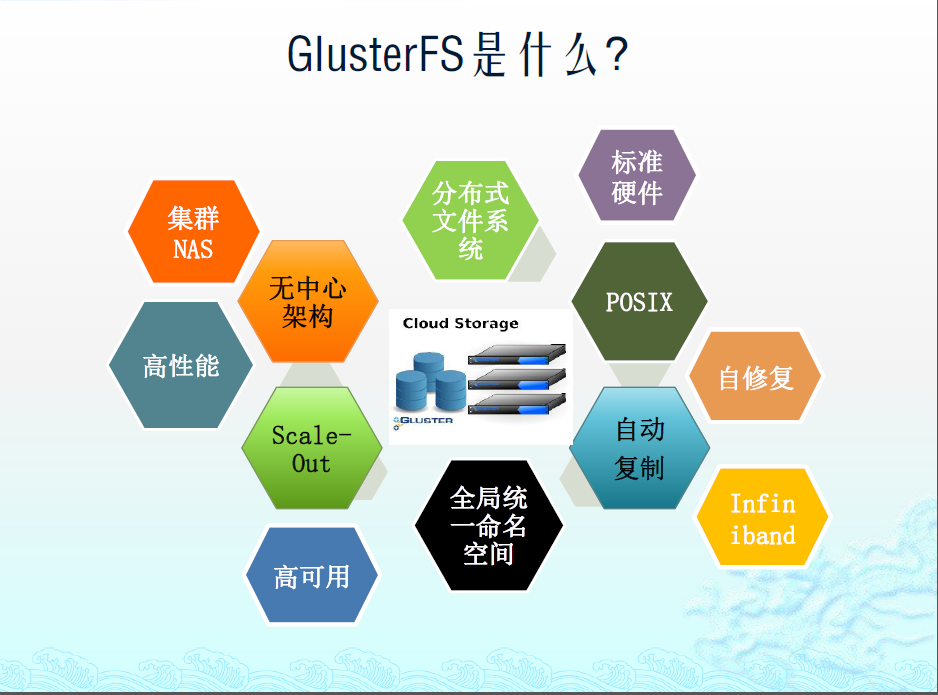 GlusterFS是什么?
标准
硬件
分布式
文件系
统
集群
NAS
无中心
架构
POSIX
Cloud Storage
GLUSTER
高性能
自修复
Scale-
Out
自动
复制
全局统
一命名
空间
Infin
iband
高可用